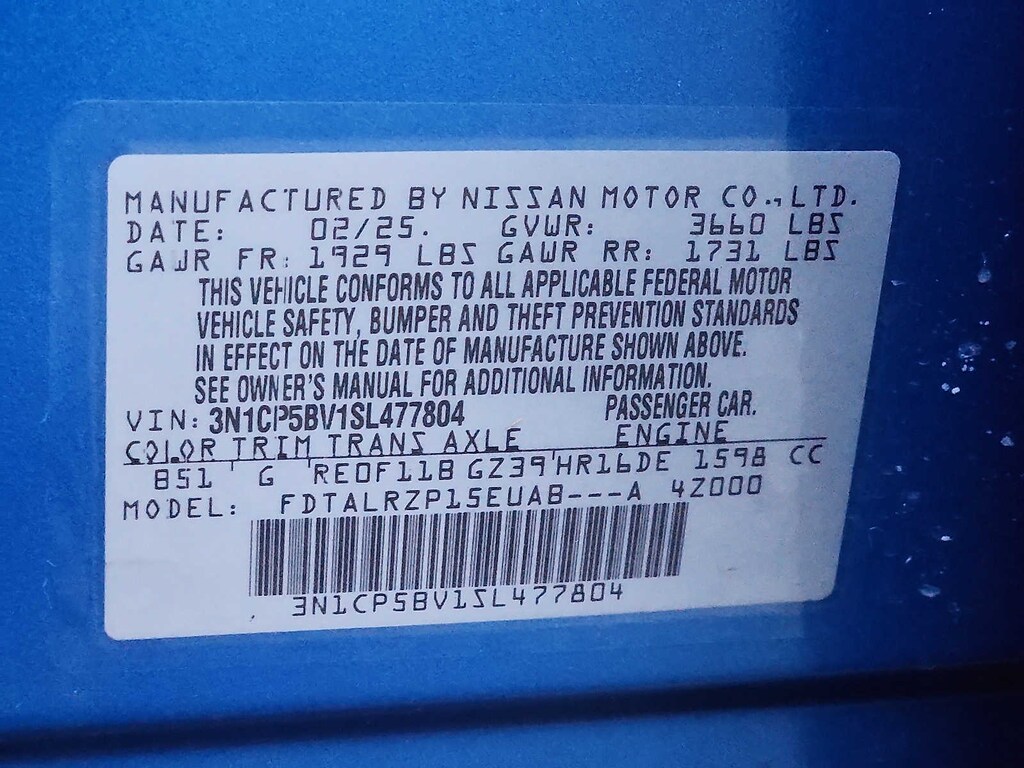 MANUFACTURED BY NISSAN MOTOR CO., LTD.
DATE: 02/25. GVWR: 3660 LBS
GAWR FR: 1929 LBS GAWR RR: 1731 LBS
THIS VEHICLE CONFORMS TO ALL APPLICABLE FEDERAL MOTOR
VEHICLE SAFETY, BUMPER AND THEFT PREVENTION STANDARDS
IN EFFECT ON THE DATE OF MANUFACTURE SHOWN ABOVE.
SEE OWNER'S MANUAL FOR ADDITIONAL INFORMATION.
VIN: 3N1CP5BV1SL477804 PASSENGER CAR.
COLOR TRIM TRANS AXLE ENGINE
B51 G RE0F11B GZ39 HR16DE 1598 CC
MODEL: FDTALRZP15EUAB---A 4Z000
3N1CP5BV1SL477804